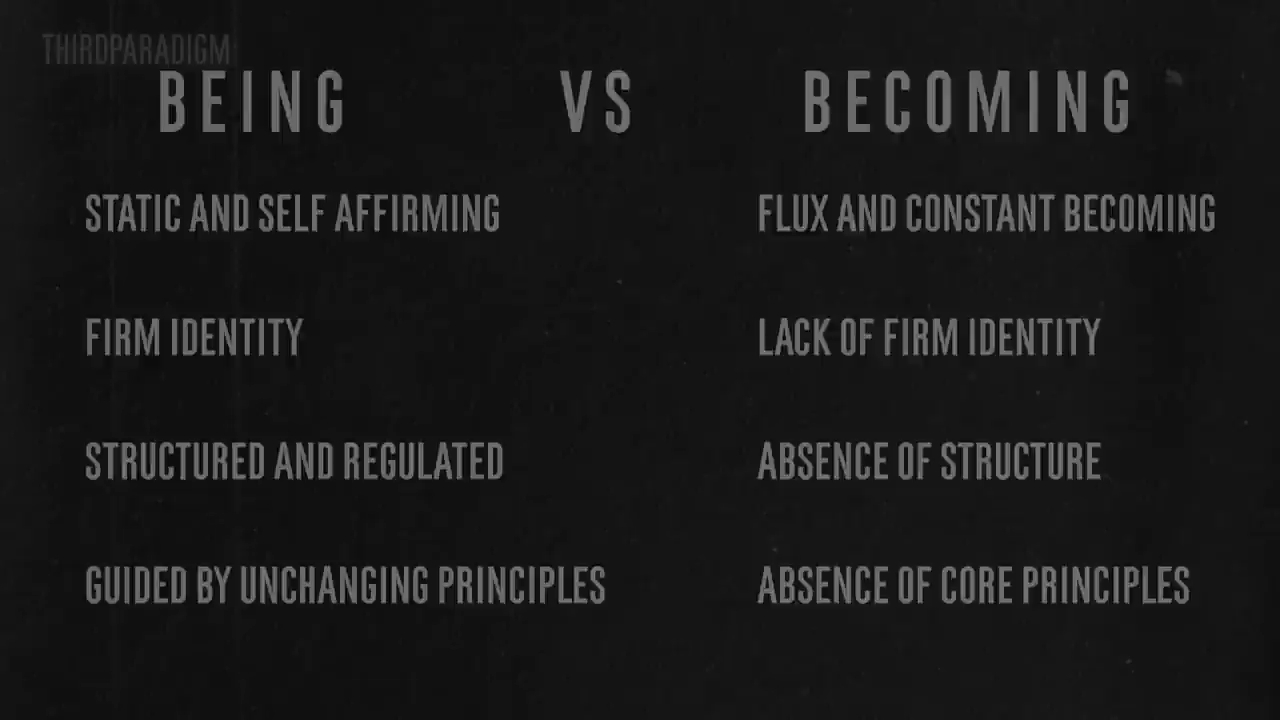 THIRDPARADIGM
BEING VS BECOMING
STATIC AND SELF AFFIRMING FLUX AND CONSTANT BECOMING
FIRM IDENTITY LACK OF FIRM IDENTITY
STRUCTURED AND REGULATED ABSENCE OF STRUCTURE
GUIDED BY UNCHANGING PRINCIPLES ABSENCE OF CORE PRINCIPLES